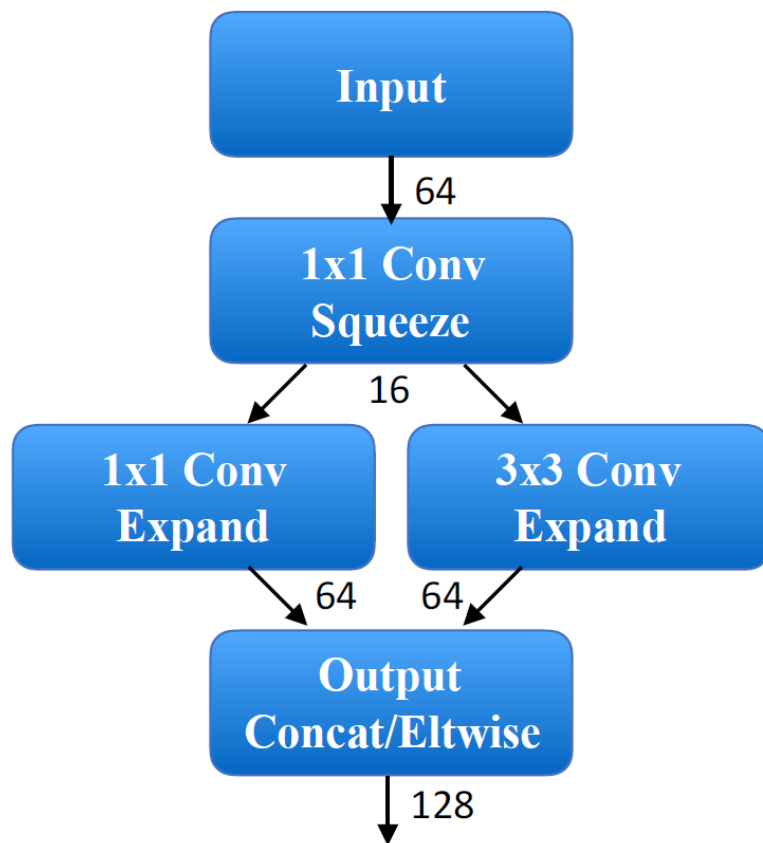 Input
64
1x1 Conv
Squeeze
16
1x1 Conv
Expand
3x3 Conv
Expand
64
64
Output
Concat/Eltwise
128